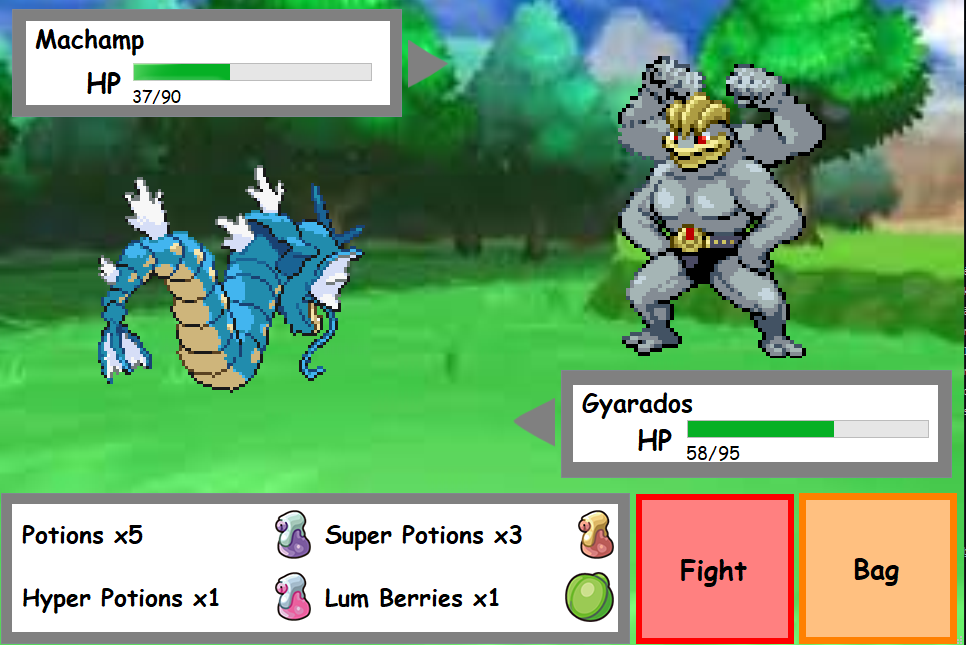 Machamp
HP
37/90
Gyarados
HP
58/95
Potions x5
Super Potions x3
Hyper Potions x1
Lum Berries x1
Fight
Bag